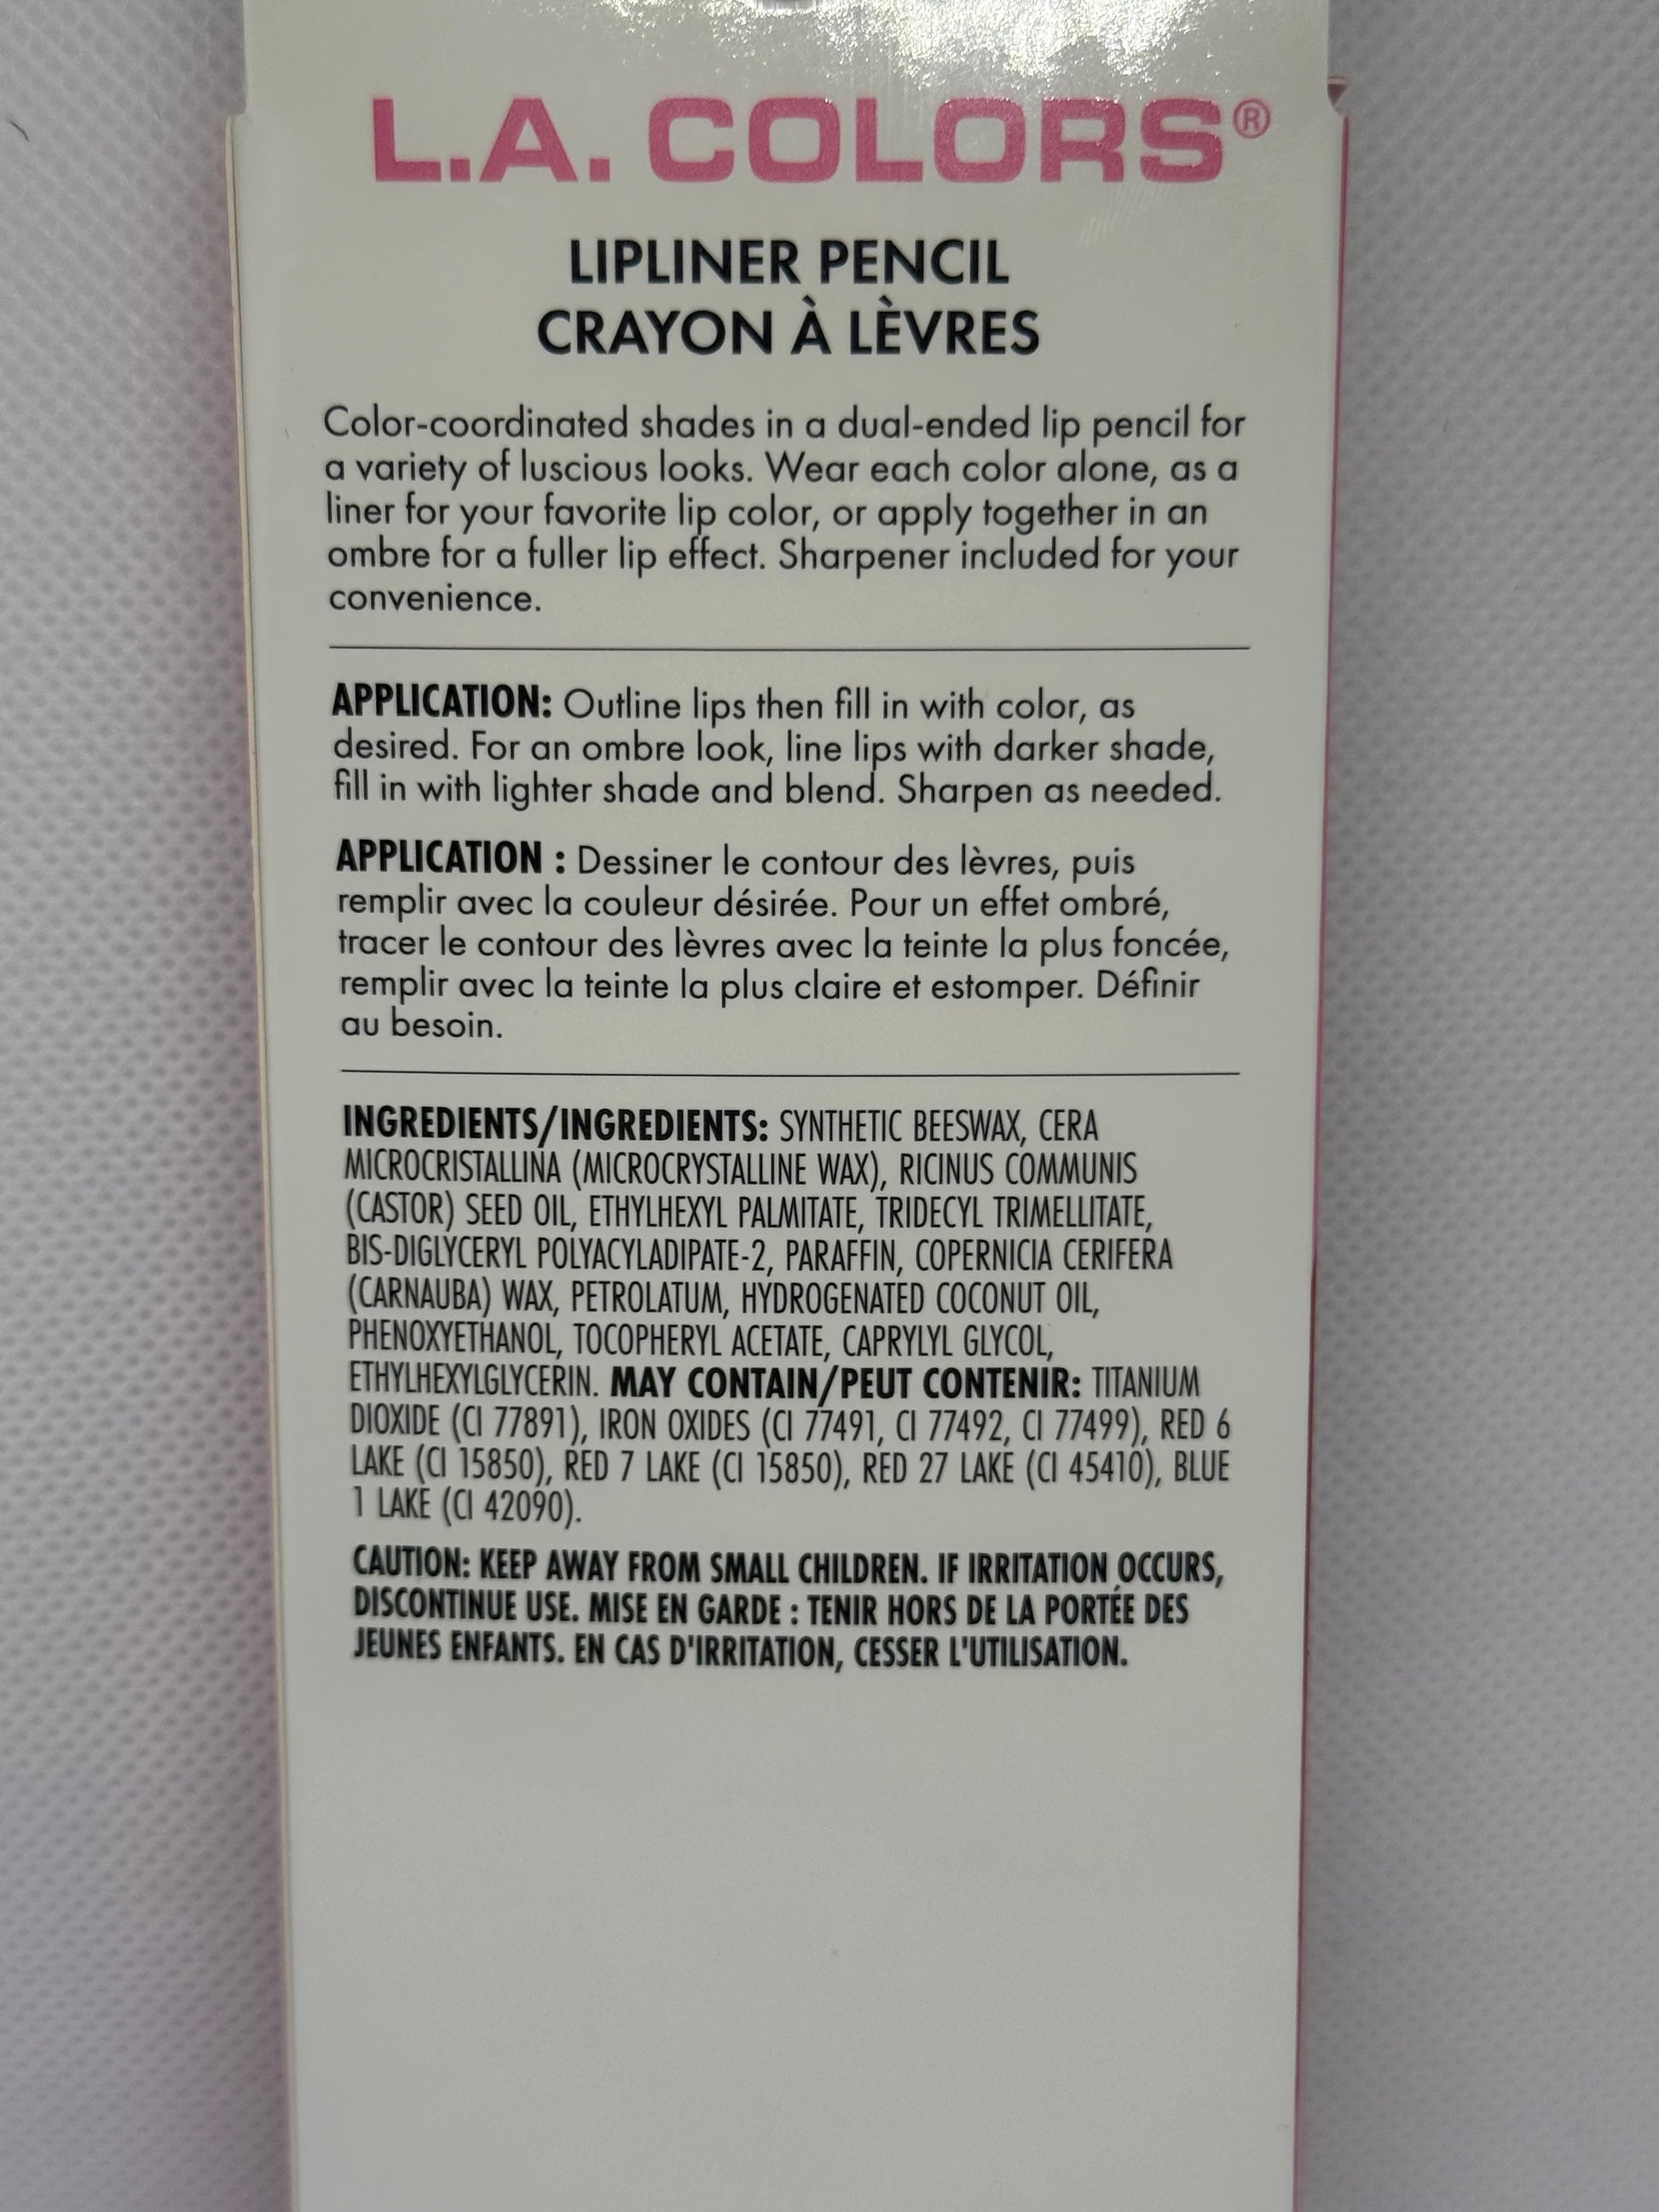 L.A. COLORS®
LIPLINER PENCIL
CRAYON À LÈVRES
Color-coordinated shades in a dual-ended lip pencil for
a variety of luscious looks. Wear each color alone, as a
liner for your favorite lip color, or apply together in an
ombre for a fuller lip effect. Sharpener included for your
convenience.
APPLICATION: Outline lips then fill in with color, as
desired. For an ombre look, line lips with darker shade,
fill in with lighter shade and blend. Sharpen as needed.
APPLICATION : Dessiner le contour des lèvres, puis
remplir avec la couleur désirée. Pour un effet ombré,
tracer le contour des lèvres avec la teinte la plus foncée,
remplir avec la teinte la plus claire et estomper. Définir
au besoin.
INGREDIENTS/INGREDIENTS: SYNTHETIC BEESWAX, CERA
MICROCRISTALLINA (MICROCRYSTALLINE WAX), RICINUS COMMUNIS
(CASTOR) SEED OIL, ETHYLHEXYL PALMITATE, TRIDECYL TRIMELLITATE,
BIS-DIGLYCERYL POLYACYLADIPATE-2, PARAFFIN, COPERNICIA CERIFERA
(CARNAUBA) WAX, PETROLATUM, HYDROGENATED COCONUT OIL,
PHENOXYETHANOL, TOCOPHERYL ACETATE, CAPRYLYL GLYCOL,
ETHYLHEXYLGLYCERIN. MAY CONTAIN/PEUT CONTENIR: TITANIUM
DIOXIDE (CI 77891), IRON OXIDES (CI 77491, CI 77492, CI 77499), RED 6
LAKE (CI 15850), RED 7 LAKE (CI 15850), RED 27 LAKE (CI 45410), BLUE
1 LAKE (CI 42090).
CAUTION: KEEP AWAY FROM SMALL CHILDREN. IF IRRITATION OCCURS,
DISCONTINUE USE. MISE EN GARDE : TENIR HORS DE LA PORTÉE DES
JEUNES ENFANTS. EN CAS D'IRRITATION, CESSER L'UTILISATION.